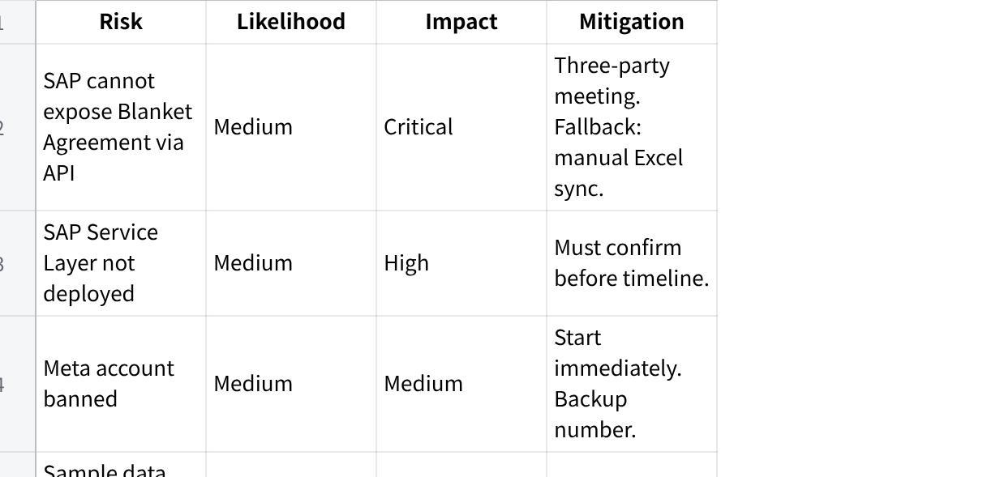 1
Risk
Likelihood
Impact
Mitigation
2
SAP cannot
expose Blanket
Agreement via
API
Medium
Critical
Three-party
meeting.
Fallback:
manual Excel
sync.
3
SAP Service
Layer not
deployed
Medium
High
Must confirm
before timeline.
4
Meta account
banned
Medium
Medium
Start
immediately.
Backup
number.
Sample data